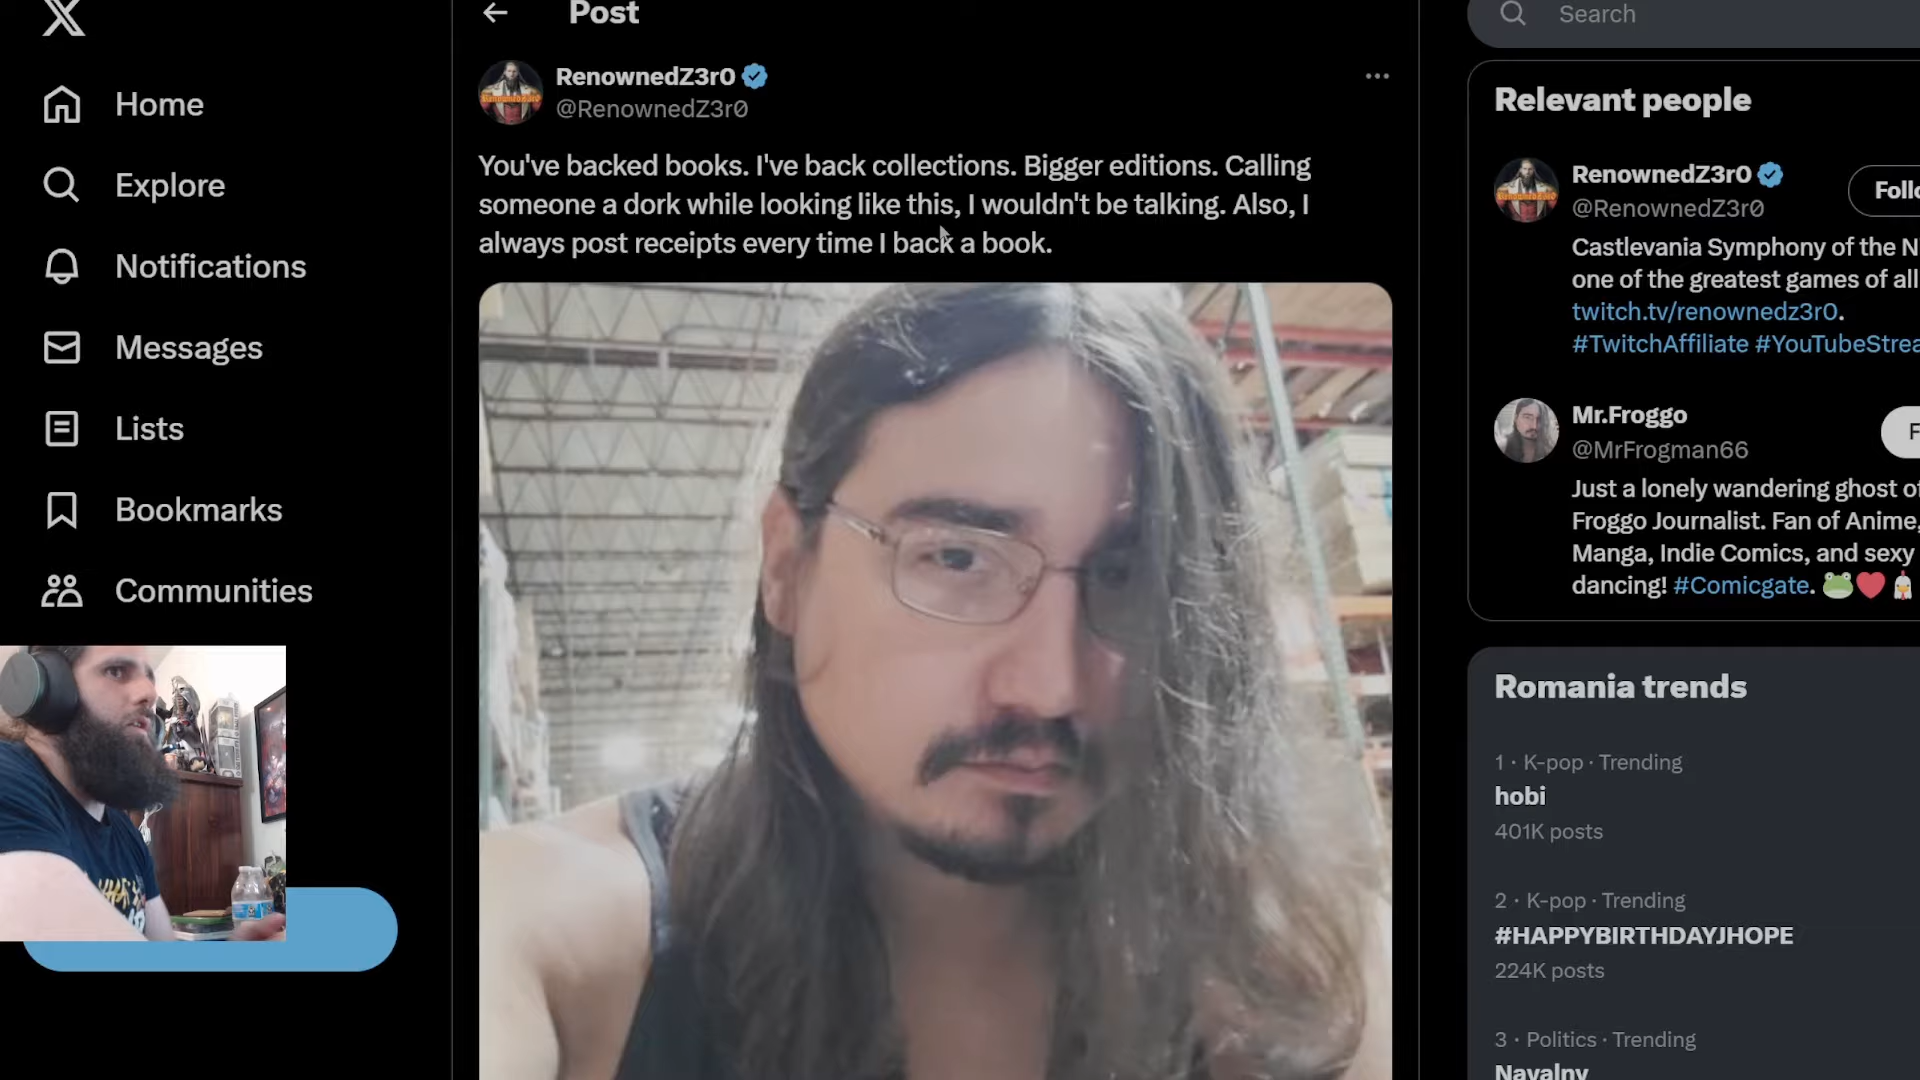 Post
Search
Home
Explore
Notifications
Messages
Lists
Bookmarks
Communities
RenownedZ3r0
@RenownedZ3r0
You've backed books. I've back collections. Bigger editions. Calling
someone a dork while looking like this, I wouldn't be talking. Also, I
always post receipts every time I back a book.
Relevant people
RenownedZ3r0
@RenownedZ3r0
Castlevania Symphony of the
one of the greatest games of all
twitch.tv/renownedz3r0.
#TwitchAffiliate
Mr.Froggo
@MrFrogman66
Just a lonely wandering ghost
Froggo Journalist. Fan of Anime,
Manga, Indie Comics, and sexy
dancing! #Comicgate. 🐸❤️🐔
Romania trends
1 · K-pop · Trending
hobi
401K posts
2 · K-pop · Trending
#HAPPYBIRTHDAYJHOPE
224K posts
3 · Politics · Trending
Navalny